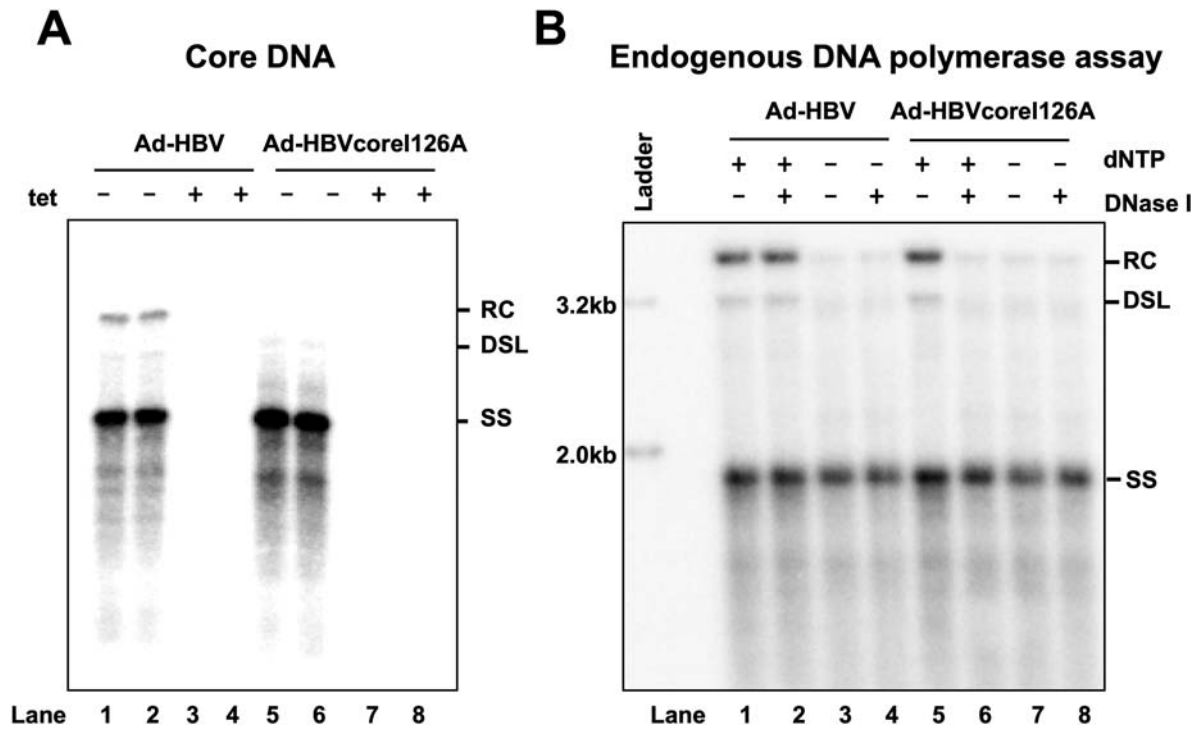 A
Core DNA
Ad-HBV
Ad-HBVcoreI126A
tet
– – + + – – + +
RC
DSL
SS
Lane 1 2 3 4 5 6 7 8
B
Endogenous DNA polymerase assay
Ladder
Ad-HBV
Ad-HBVcoreI126A
+ + – – + + – – dNTP
– + – + – + – + DNase I
RC
3.2kb
DSL
2.0kb
SS
Lane 1 2 3 4 5 6 7 8